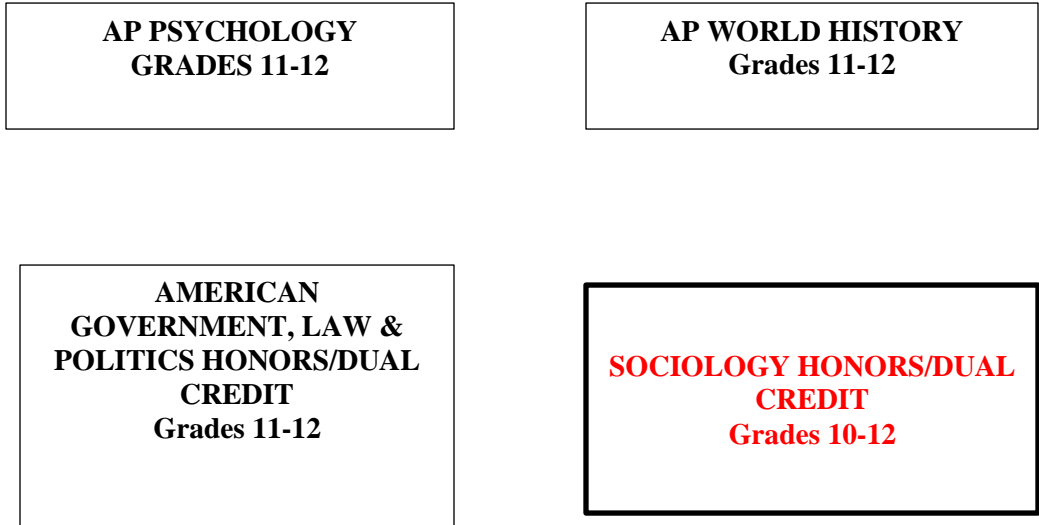 AP PSYCHOLOGY
GRADES 11-12
AP WORLD HISTORY
Grades 11-12
AMERICAN
GOVERNMENT, LAW &
POLITICS HONORS/DUAL
CREDIT
Grades 11-12
SOCIOLOGY HONORS/DUAL
CREDIT
Grades 10-12